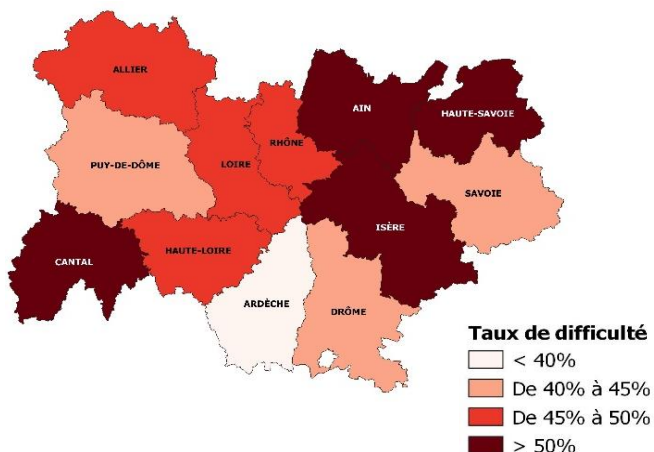 ALLIER
AIN
HAUTE-SAVOIE
RHÔNE
PUY-DE-DÔME
LOIRE
SAVOIE
ISÈRE
HAUTE-LOIRE
CANTAL
ARDÈCHE
DRÔME
Taux de difficulté
< 40%
De 40% à 45%
De 45% à 50%
> 50%